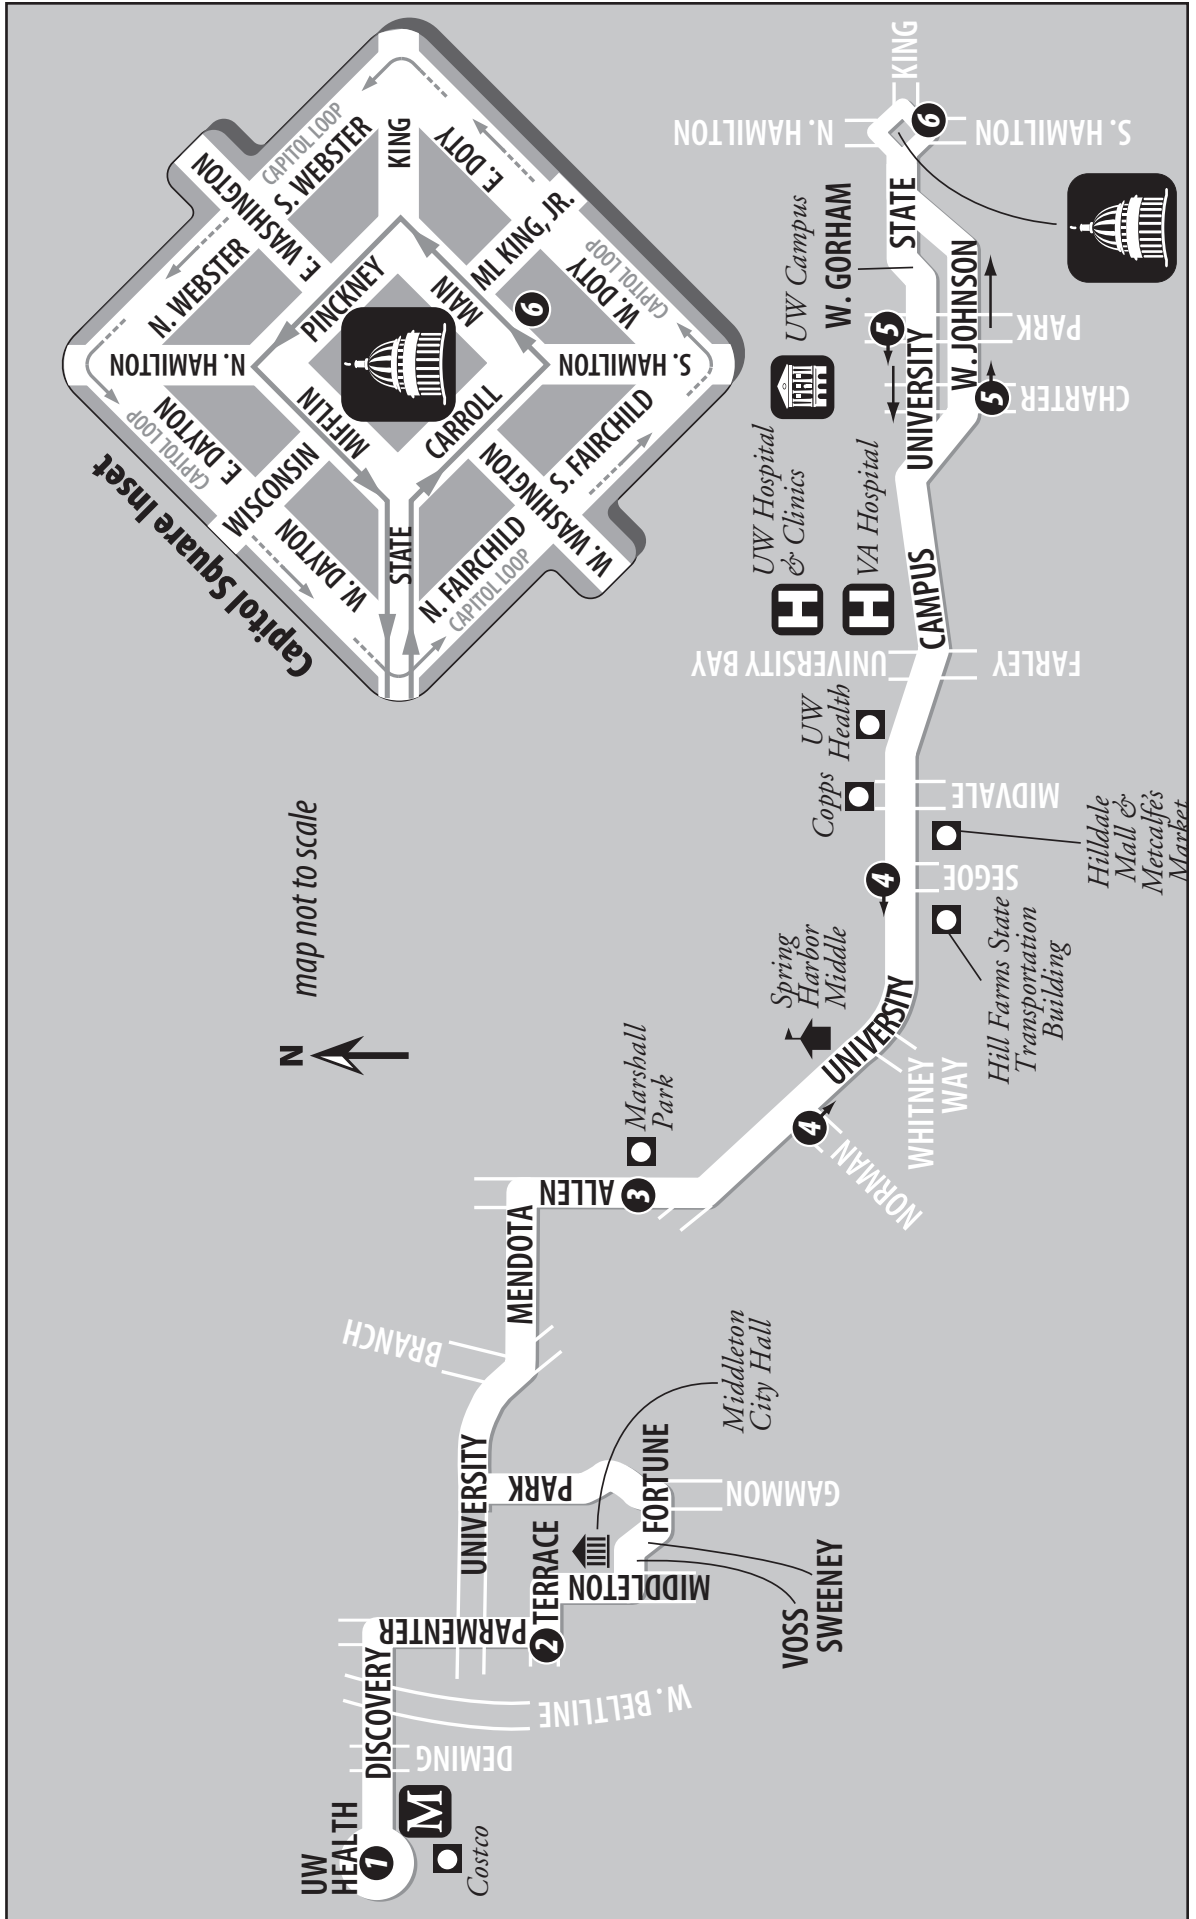 Capitol Square Inset
CAPITOL LOOP
S. WEBSTER
KING
E. DOTY
E. WASHINGTON
N. WEBSTER
PINCKNEY
MAIN
ML KING, JR.
W. DOTY
CAPITOL LOOP
6
N. HAMILTON
S. HAMILTON
CAPITOL LOOP
E. DAYTON
MIFFLIN
CARROLL
WISCONSIN
W. WASHINGTON
S. FAIRCHILD
W. DAYTON
STATE
N. FAIRCHILD
CAPITOL LOOP
N
map not to scale
UW
HEALTH
1
M
Costco
DISCOVERY
DEMING
W. BELTLINE
PARMENTER
2
TERRACE
MIDDLETON
VOSS
SWEENEY
FORTUNE
GAMMON
PARK
UNIVERSITY
Middleton
City Hall
BRANCH
MENDOTA
ALLEN
3
Marshall
Park
4
NORMAN
UNIVERSITY
WHITNEY
WAY
Spring
Harbor
Middle
Hill Farms State
Transportation
Building
4
SEGOE
Hilldale
Mall &
Metcalfe's
Market
Copps
MIDVALE
UW
Health
UNIVERSITY BAY
FARLEY
CAMPUS
H
UW Hospital
& Clinics
H
VA Hospital
UNIVERSITY
W. JOHNSON
5
CHARTER
5
PARK
UW Campus
W. GORHAM
STATE
N. HAMILTON
S. HAMILTON
6
KING